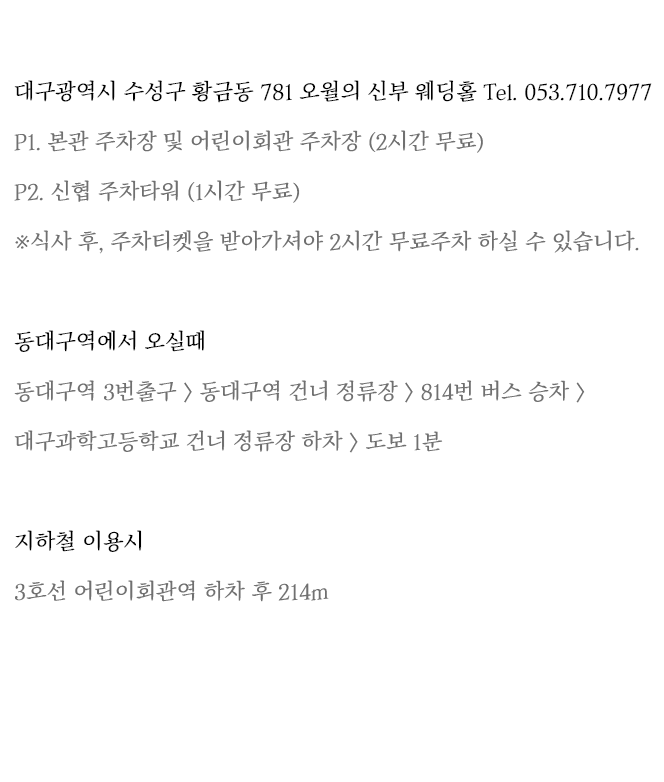 대구광역시 수성구 황금동 781 오월의 신부 웨딩홀 Tel. 053.710.7977
P1. 본관 주차장 및 어린이회관 주차장 (2시간 무료)
P2. 신협 주차타워 (1시간 무료)
※식사 후, 주차티켓을 받아가셔야 2시간 무료주차 하실 수 있습니다.
동대구역에서 오실때
동대구역 3번출구 > 동대구역 건너 정류장 > 814번 버스 승차 >
대구과학고등학교 건너 정류장 하차 > 도보 1분
지하철 이용시
3호선 어린이회관역 하차 후 214m